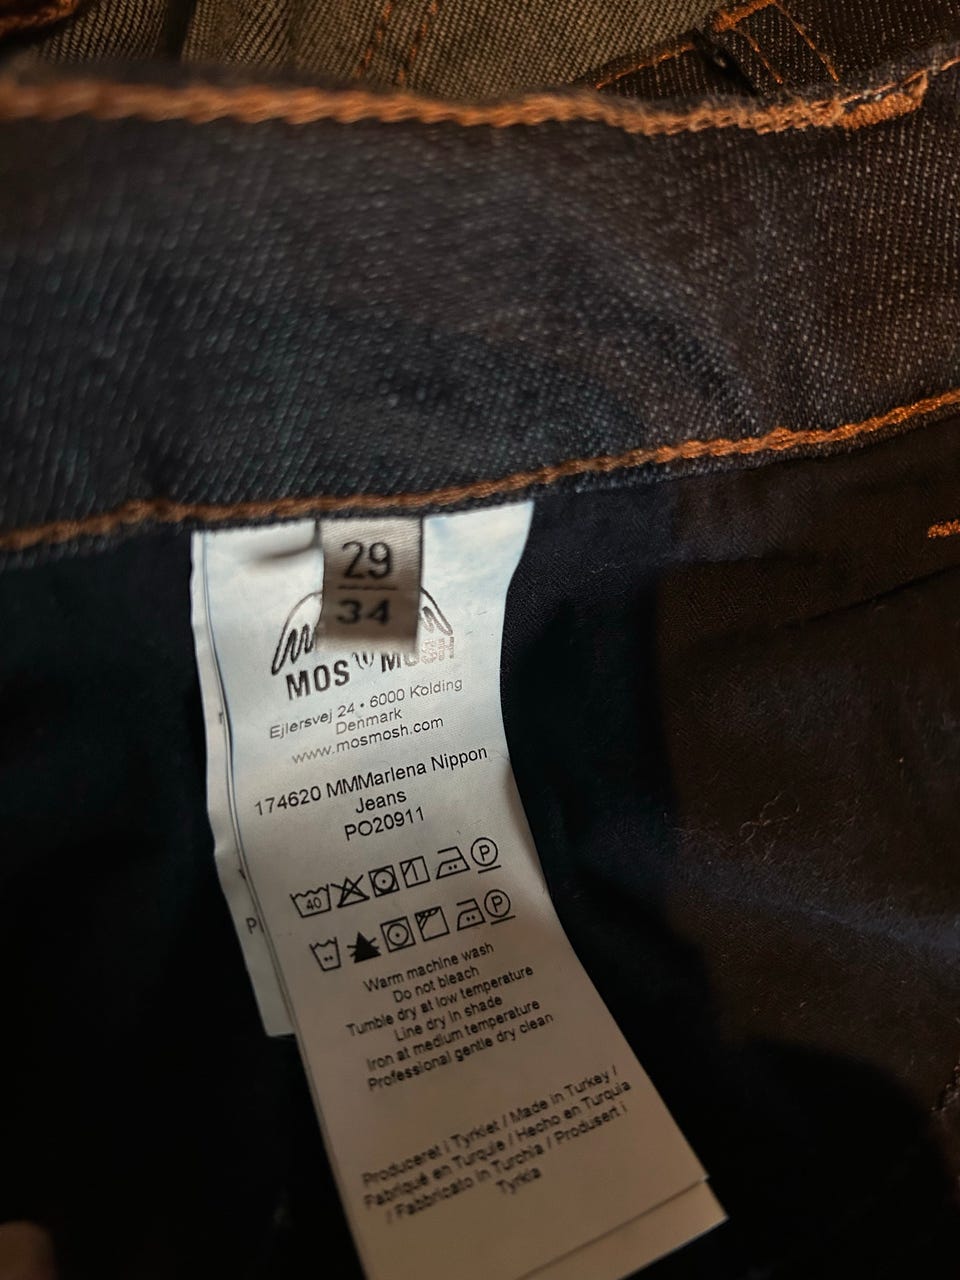 29
34
MOS MOSH
Ejlersvej 24 • 6000 Kolding
Denmark
www.mosmosh.com
174620 MMMarlena Nippon
Jeans
PO20911
40
P
P
Warm machine wash
Do not bleach
Tumble dry at low temperature
Line dry in shade
Iron at medium temperature
Professional gentle dry clean
Produceret i Tyrkiet / Made in Turkey /
Fabriqué en Turquie / Hecho en Turquia
/ Fabbricato in Turchia / Produsert i
Tyrkia